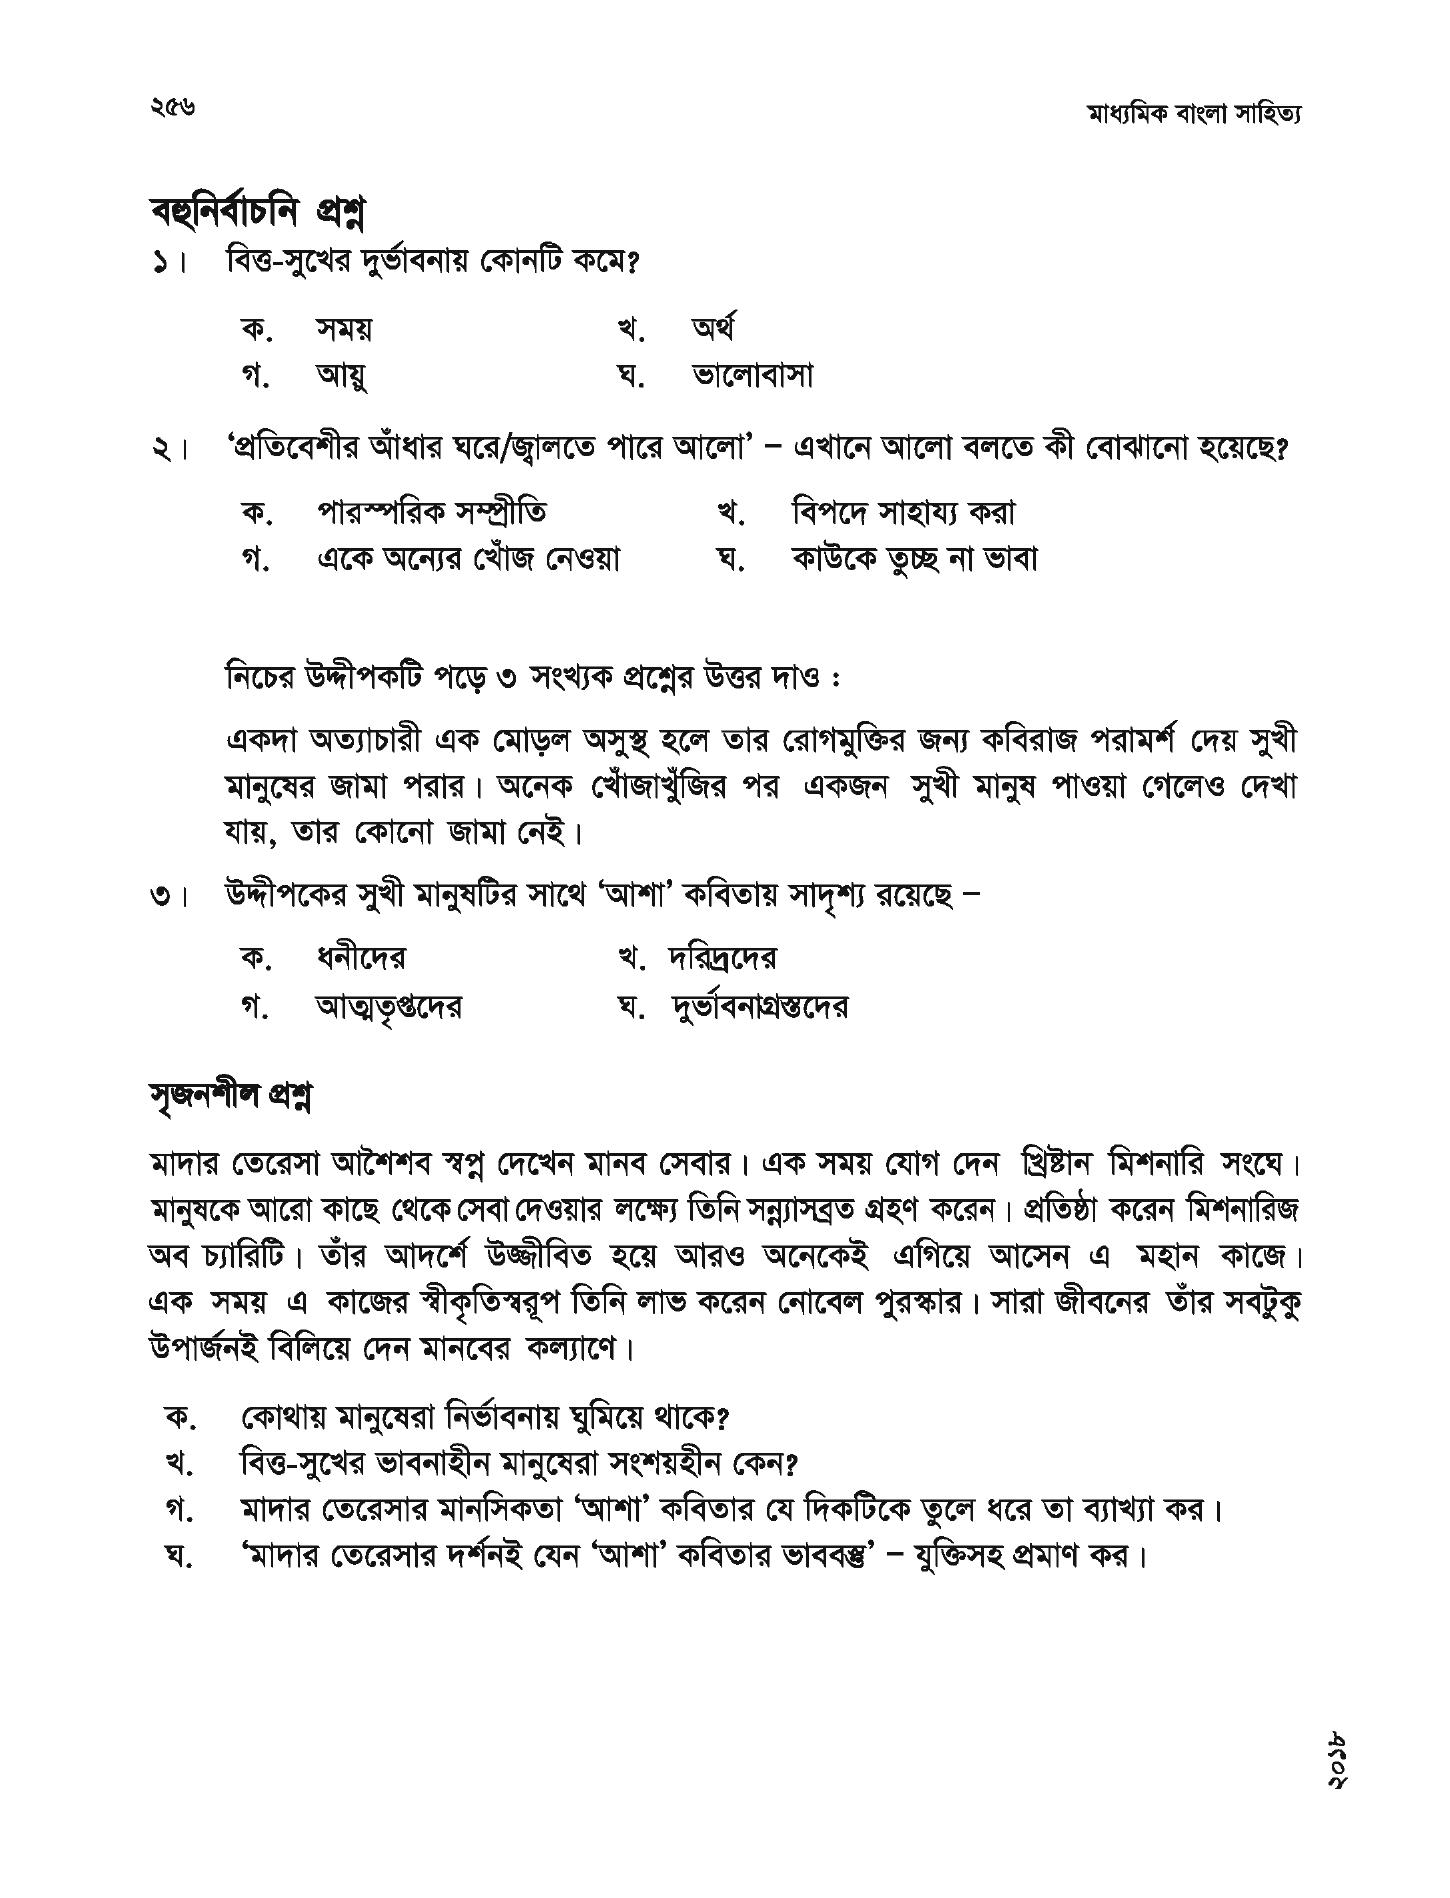 ২৫৬ মাধ্যমিক বাংলা সাহিত্য
বহুনির্বাচনি প্রশ্ন
১। বিত্ত-সুখের দুর্ভাবনায় কোনটি কমে?
ক. সময় খ. অর্থ
গ. আয়ু ঘ. ভালোবাসা
২। ‘প্রতিবেশীর আঁধার ঘরে/জ্বালতে পারে আলো’ – এখানে আলো বলতে কী বোঝানো হয়েছে?
ক. পারস্পরিক সম্প্রীতি খ. বিপদে সাহায্য করা
গ. একে অন্যের খোঁজ নেওয়া ঘ. কাউকে তুচ্ছ না ভাবা
নিচের উদ্দীপকটি পড়ে ৩ সংখ্যক প্রশ্নের উত্তর দাও :
একদা অত্যাচারী এক মোড়ল অসুস্থ হলে তার রোগমুক্তির জন্য কবিরাজ পরামর্শ দেয় সুখী
মানুষের জামা পরার। অনেক খোঁজাখুঁজির পর একজন সুখী মানুষ পাওয়া গেলেও দেখা
যায়, তার কোনো জামা নেই।
৩। উদ্দীপকের সুখী মানুষটির সাথে ‘আশা’ কবিতায় সাদৃশ্য রয়েছে –
ক. ধনীদের খ. দরিদ্রদের
গ. আত্মতৃপ্তদের ঘ. দুর্ভাবনাগ্রস্তদের
সৃজনশীল প্রশ্ন
মাদার তেরেসা আশৈশব স্বপ্ন দেখেন মানব সেবার। এক সময় যোগ দেন খ্রিষ্টান মিশনারি সংঘে।
মানুষকে আরো কাছে থেকে সেবা দেওয়ার লক্ষ্যে তিনি সন্ন্যাসব্রত গ্রহণ করেন। প্রতিষ্ঠা করেন মিশনারিজ
অব চ্যারিটি। তাঁর আদর্শে উজ্জীবিত হয়ে আরও অনেকেই এগিয়ে আসেন এ মহান কাজে।
এক সময় এ কাজের স্বীকৃতিস্বরূপ তিনি লাভ করেন নোবেল পুরস্কার। সারা জীবনের তাঁর সবটুকু
উপার্জনই বিলিয়ে দেন মানবের কল্যাণে।
ক. কোথায় মানুষেরা নির্ভাবনায় ঘুমিয়ে থাকে?
খ. বিত্ত-সুখের ভাবনাহীন মানুষেরা সংশয়হীন কেন?
গ. মাদার তেরেসার মানসিকতা ‘আশা’ কবিতার যে দিকটিকে তুলে ধরে তা ব্যাখ্যা কর।
ঘ. ‘মাদার তেরেসার দর্শনই যেন ‘আশা’ কবিতার ভাববস্তু’ – যুক্তিসহ প্রমাণ কর।
২০১৮